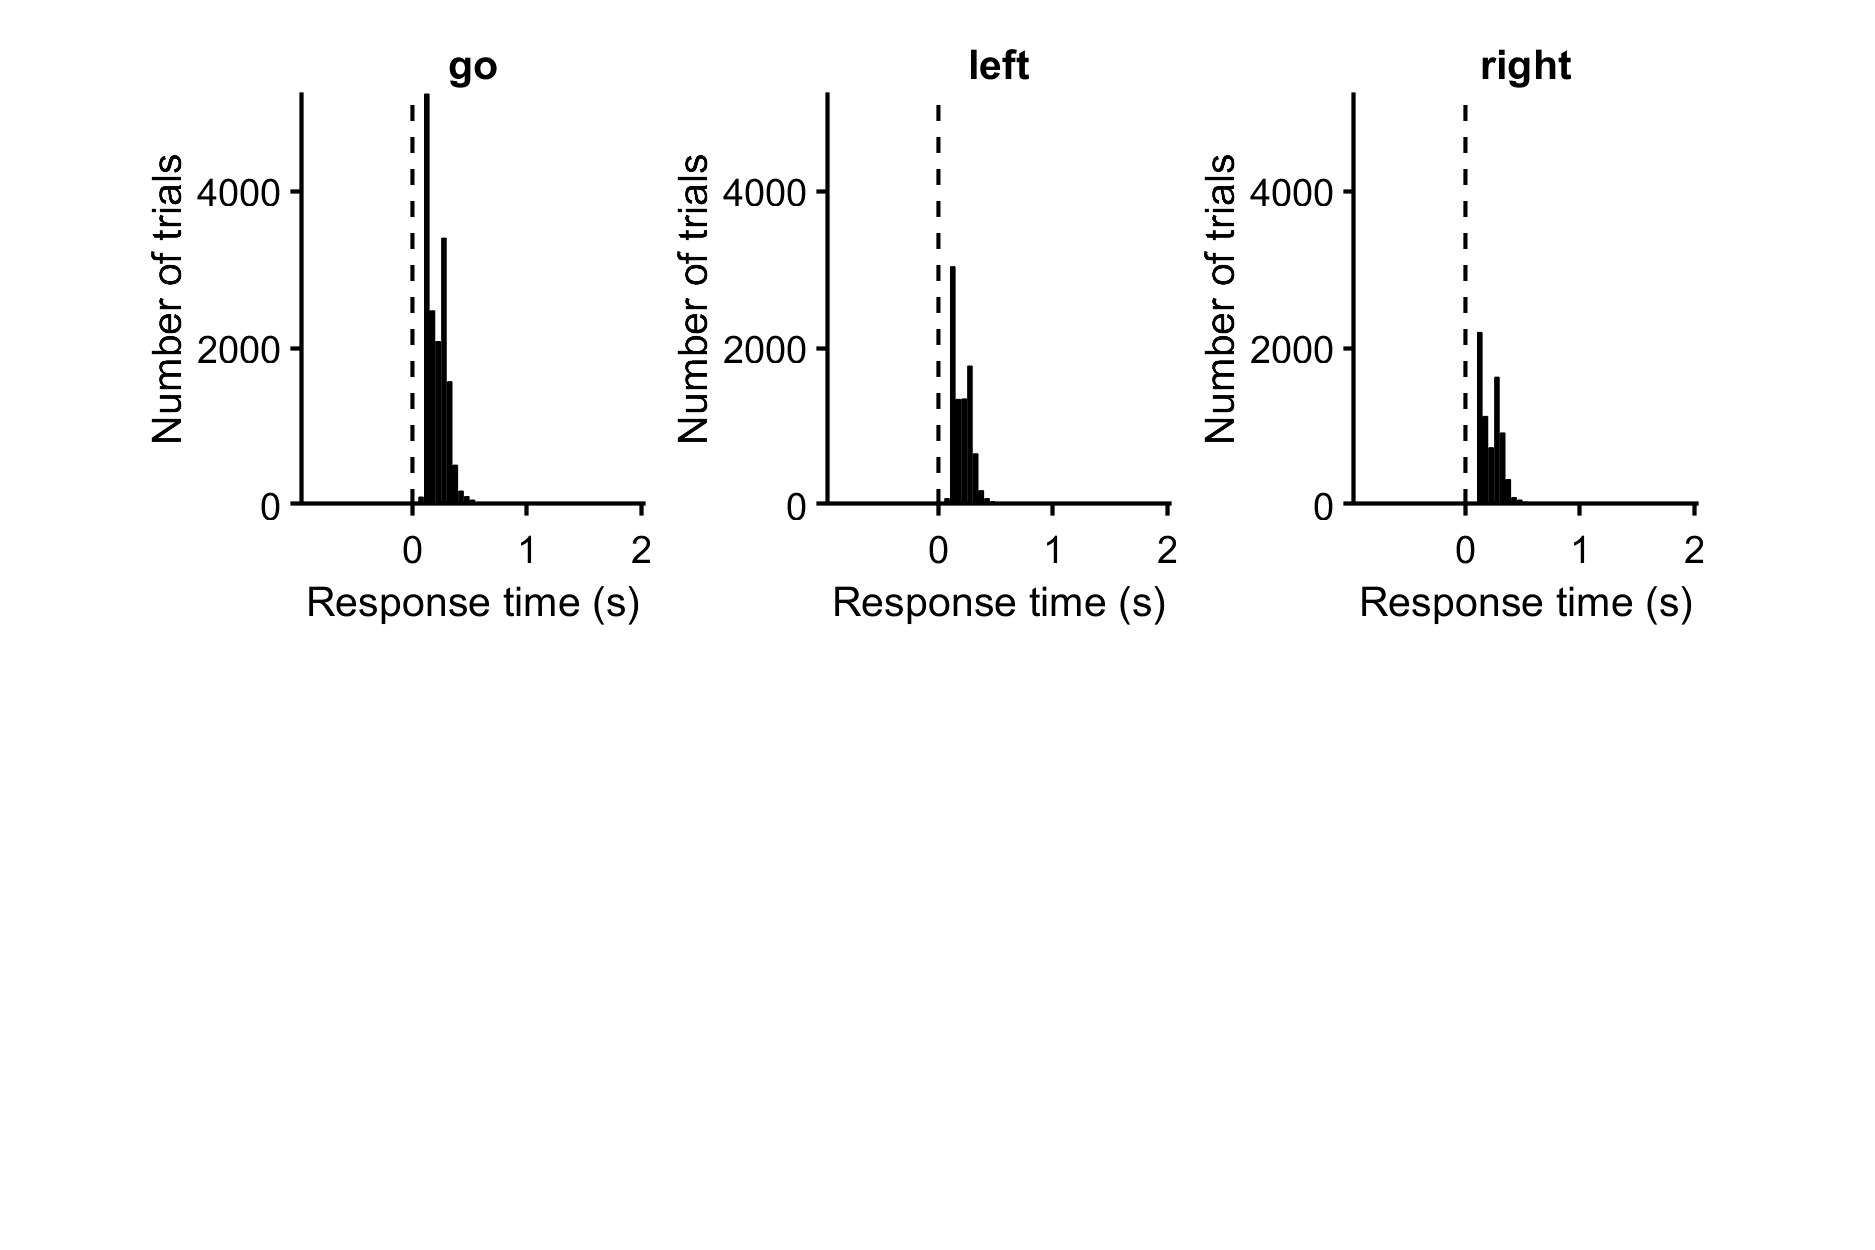 go
left
right
Number of trials
4000
2000
0
0 1 2
Response time (s)
Number of trials
4000
2000
0
0 1 2
Response time (s)
Number of trials
4000
2000
0
0 1 2
Response time (s)